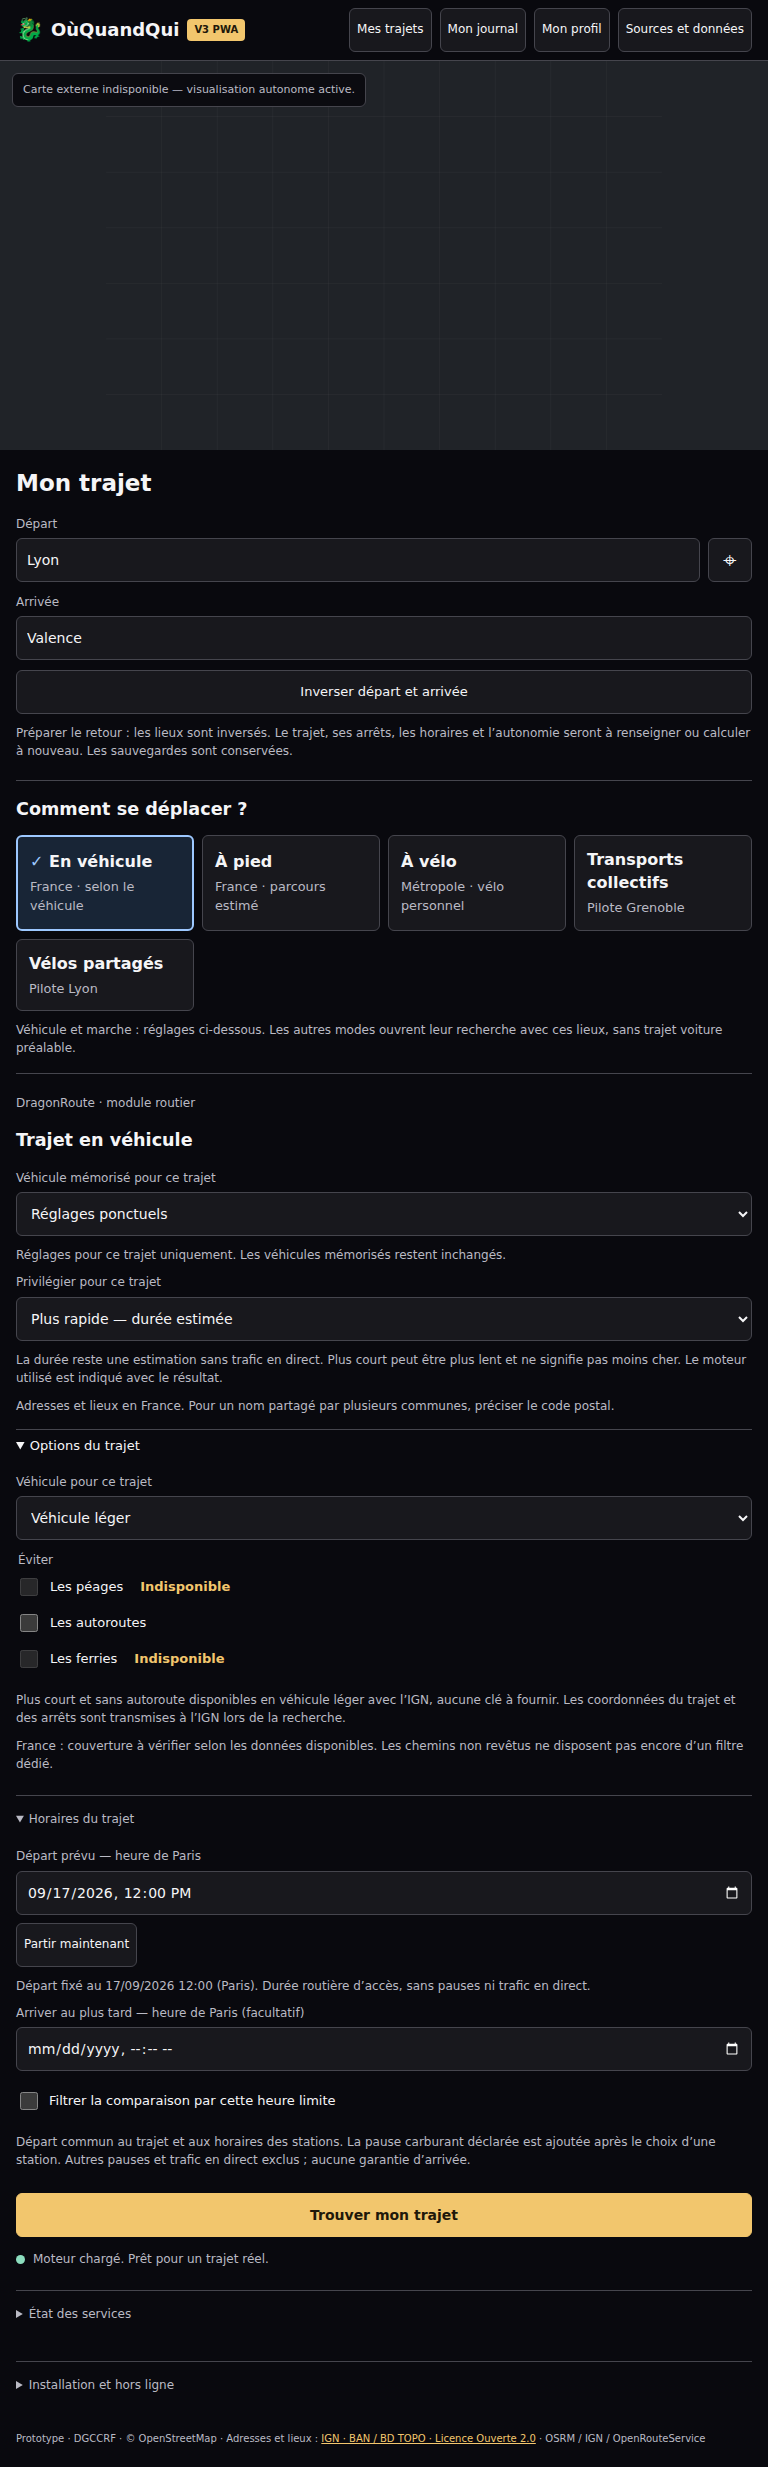 OùQuandQui V3 PWA Mes trajets Mon journal Mon profil Sources et données
Carte externe indisponible — visualisation autonome active.
Mon trajet
Départ
Lyon
Arrivée
Valence
Inverser départ et arrivée
Préparer le retour : les lieux sont inversés. Le trajet, ses arrêts, les horaires et l’autonomie seront à renseigner ou calculer
à nouveau. Les sauvegardes sont conservées.
Comment se déplacer ?
✓ En véhicule
France · selon le
véhicule
À pied
France · parcours
estimé
À vélo
Métropole · vélo
personnel
Transports
collectifs
Pilote Grenoble
Vélos partagés
Pilote Lyon
Véhicule et marche : réglages ci-dessous. Les autres modes ouvrent leur recherche avec ces lieux, sans trajet voiture
préalable.
DragonRoute · module routier
Trajet en véhicule
Véhicule mémorisé pour ce trajet
Réglages ponctuels
Réglages pour ce trajet uniquement. Les véhicules mémorisés restent inchangés.
Privilégier pour ce trajet
Plus rapide — durée estimée
La durée reste une estimation sans trafic en direct. Plus court peut être plus lent et ne signifie pas moins cher. Le moteur
utilisé est indiqué avec le résultat.
Adresses et lieux en France. Pour un nom partagé par plusieurs communes, préciser le code postal.
▼ Options du trajet
Véhicule pour ce trajet
Véhicule léger
Éviter
Les péages Indisponible
Les autoroutes
Les ferries Indisponible
Plus court et sans autoroute disponibles en véhicule léger avec l’IGN, aucune clé à fournir. Les coordonnées du trajet et
des arrêts sont transmises à l’IGN lors de la recherche.
France : couverture à vérifier selon les données disponibles. Les chemins non revêtus ne disposent pas encore d’un filtre
dédié.
▼ Horaires du trajet
Départ prévu — heure de Paris
09/17/2026, 12:00 PM
Partir maintenant
Départ fixé au 17/09/2026 12:00 (Paris). Durée routière d’accès, sans pauses ni trafic en direct.
Arriver au plus tard — heure de Paris (facultatif)
mm/dd/yyyy, --:-- --
Filtrer la comparaison par cette heure limite
Départ commun au trajet et aux horaires des stations. La pause carburant déclarée est ajoutée après le choix d’une
station. Autres pauses et trafic en direct exclus ; aucune garantie d’arrivée.
Trouver mon trajet
Moteur chargé. Prêt pour un trajet réel.
▶ État des services
▶ Installation et hors ligne
Prototype · DGCCRF · © OpenStreetMap · Adresses et lieux : IGN · BAN / BD TOPO · Licence Ouverte 2.0 · OSRM / IGN / OpenRouteService